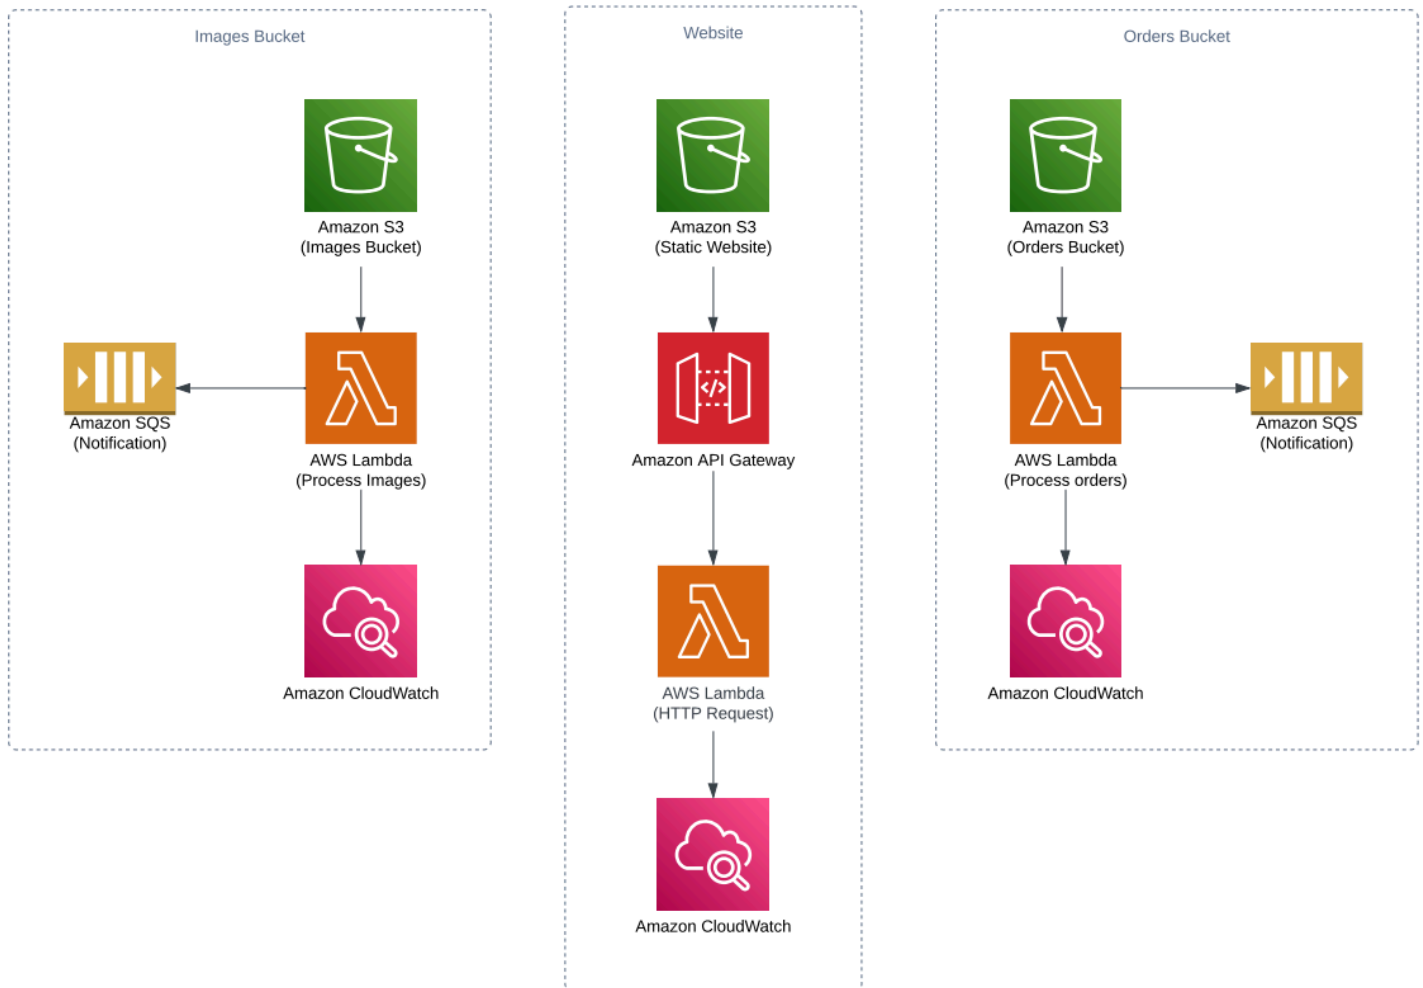 Images Bucket
Amazon S3
(Images Bucket)
Amazon SQS
(Notification)
AWS Lambda
(Process Images)
Amazon CloudWatch
Website
Amazon S3
(Static Website)
</>
Amazon API Gateway
AWS Lambda
(HTTP Request)
Amazon CloudWatch
Orders Bucket
Amazon S3
(Orders Bucket)
AWS Lambda
(Process orders)
Amazon SQS
(Notification)
Amazon CloudWatch